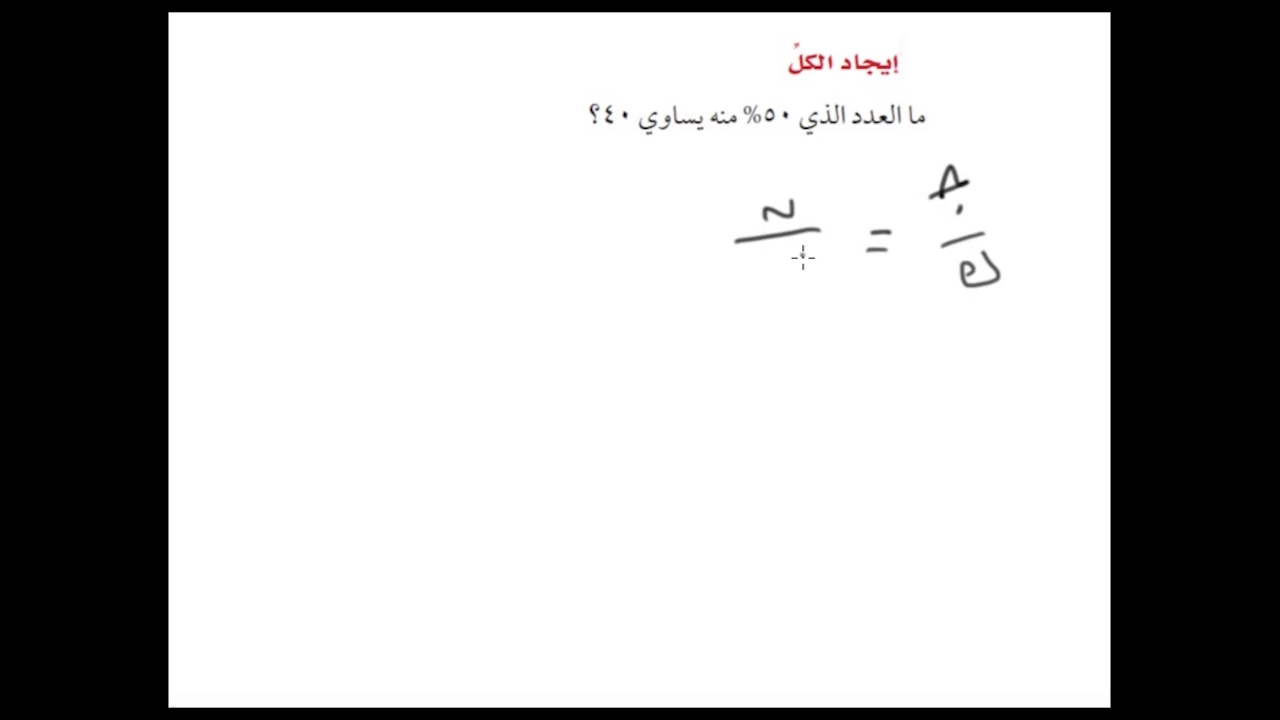 إيجاد الكلِّ
ما العدد الذي ٥٠% منه يساوي ٤٠؟
=